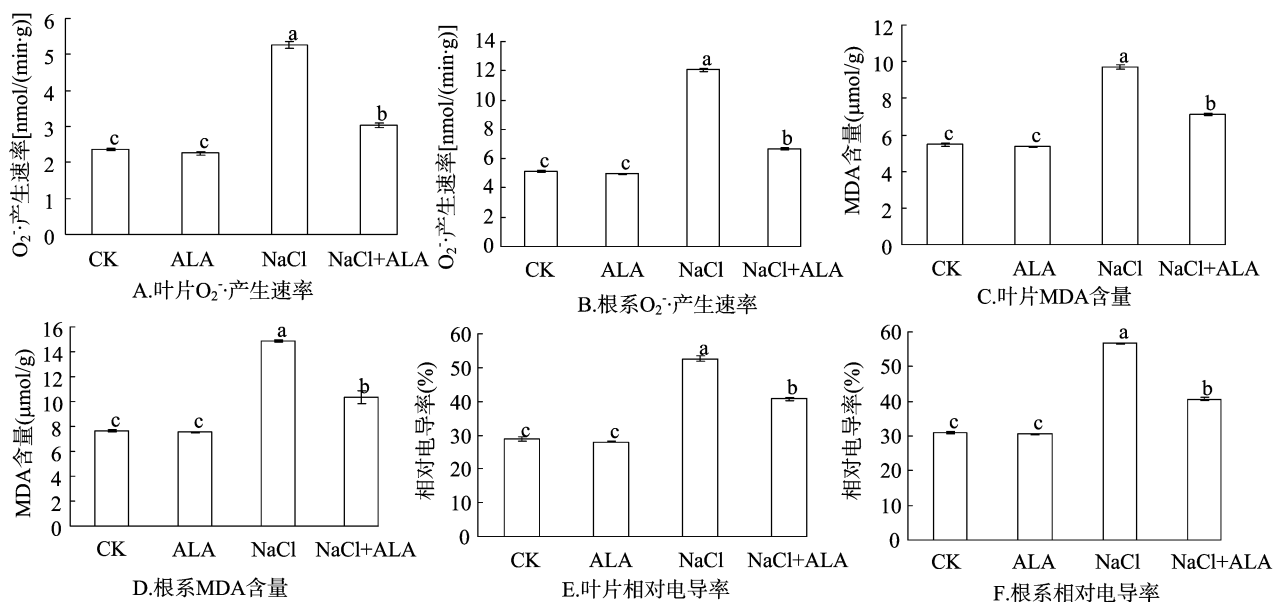 O₂⁻·产生速率[nmol/(min·g)]
6
5
4
3
2
1
0
c
c
a
b
CK
ALA
NaCl
NaCl+ALA
A.叶片O₂⁻·产生速率
O₂⁻·产生速率[nmol/(min·g)]
14
12
10
8
6
4
2
0
c
c
a
b
CK
ALA
NaCl
NaCl+ALA
B.根系O₂⁻·产生速率
MDA含量(μmol/g)
12
10
8
6
4
2
0
c
c
a
b
CK
ALA
NaCl
NaCl+ALA
C.叶片MDA含量
MDA含量(μmol/g)
16
14
12
10
8
6
4
2
0
c
c
a
b
CK
ALA
NaCl
NaCl+ALA
D.根系MDA含量
相对电导率(%)
60
50
40
30
20
10
0
c
c
a
b
CK
ALA
NaCl
NaCl+ALA
E.叶片相对电导率
相对电导率(%)
60
50
40
30
20
10
0
c
c
a
b
CK
ALA
NaCl
NaCl+ALA
F.根系相对电导率